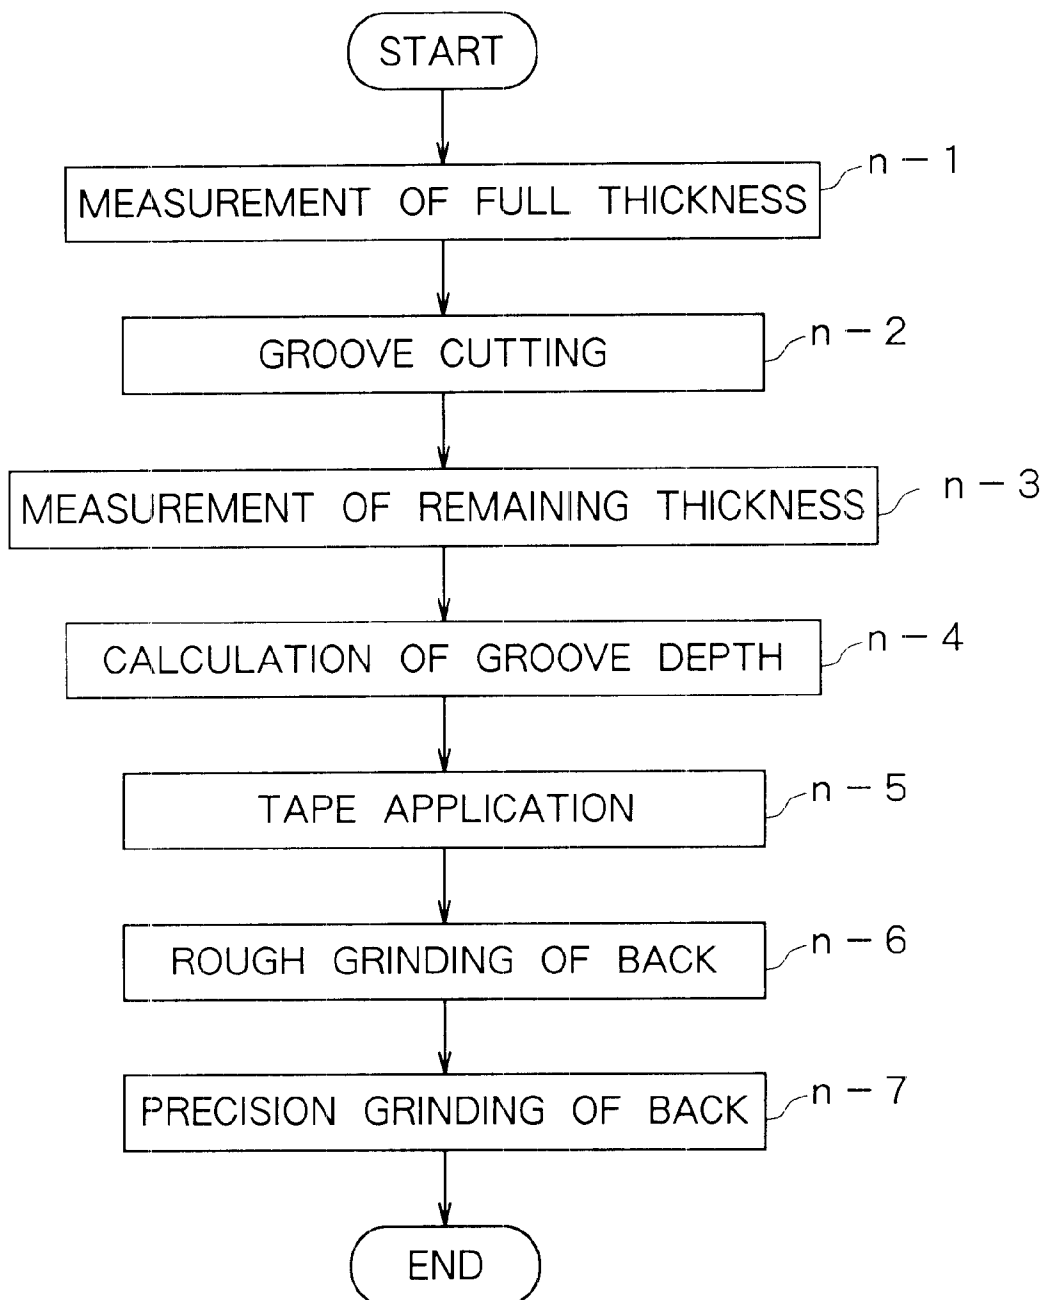 START
n-1
MEASUREMENT OF FULL THICKNESS
n-2
GROOVE CUTTING
n-3
MEASUREMENT OF REMAINING THICKNESS
n-4
CALCULATION OF GROOVE DEPTH
n-5
TAPE APPLICATION
n-6
ROUGH GRINDING OF BACK
n-7
PRECISION GRINDING OF BACK
END